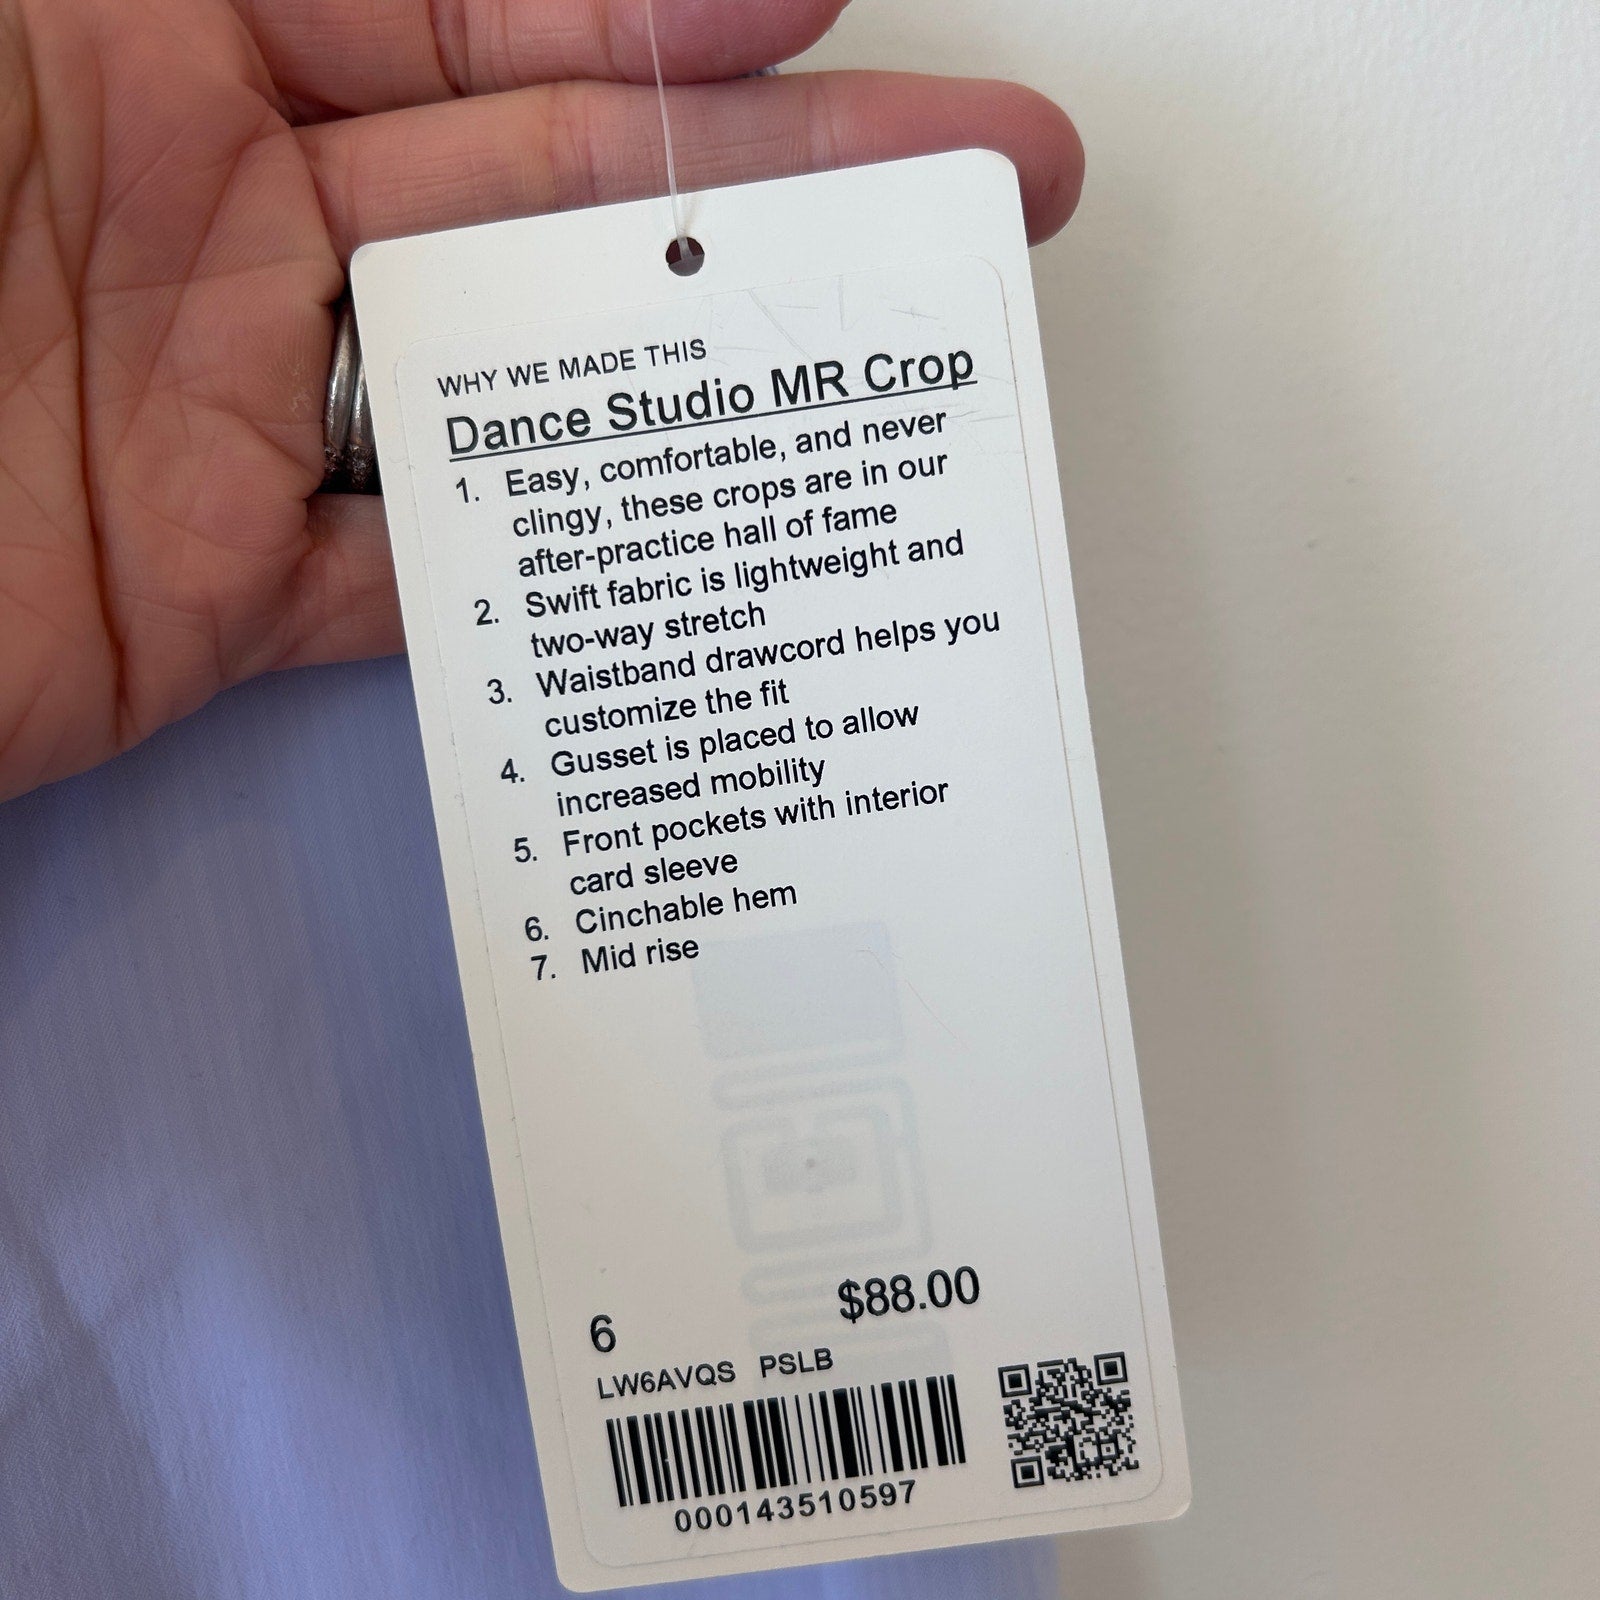 WHY WE MADE THIS
Dance Studio MR Crop
1. Easy, comfortable, and never
clingy, these crops are in our
after-practice hall of fame
2. Swift fabric is lightweight and
two-way stretch
3. Waistband drawcord helps you
customize the fit
4. Gusset is placed to allow
increased mobility
5. Front pockets with interior
card sleeve
6. Cinchable hem
7. Mid rise
6 $88.00
LW6AVQS PSLB
000143510597